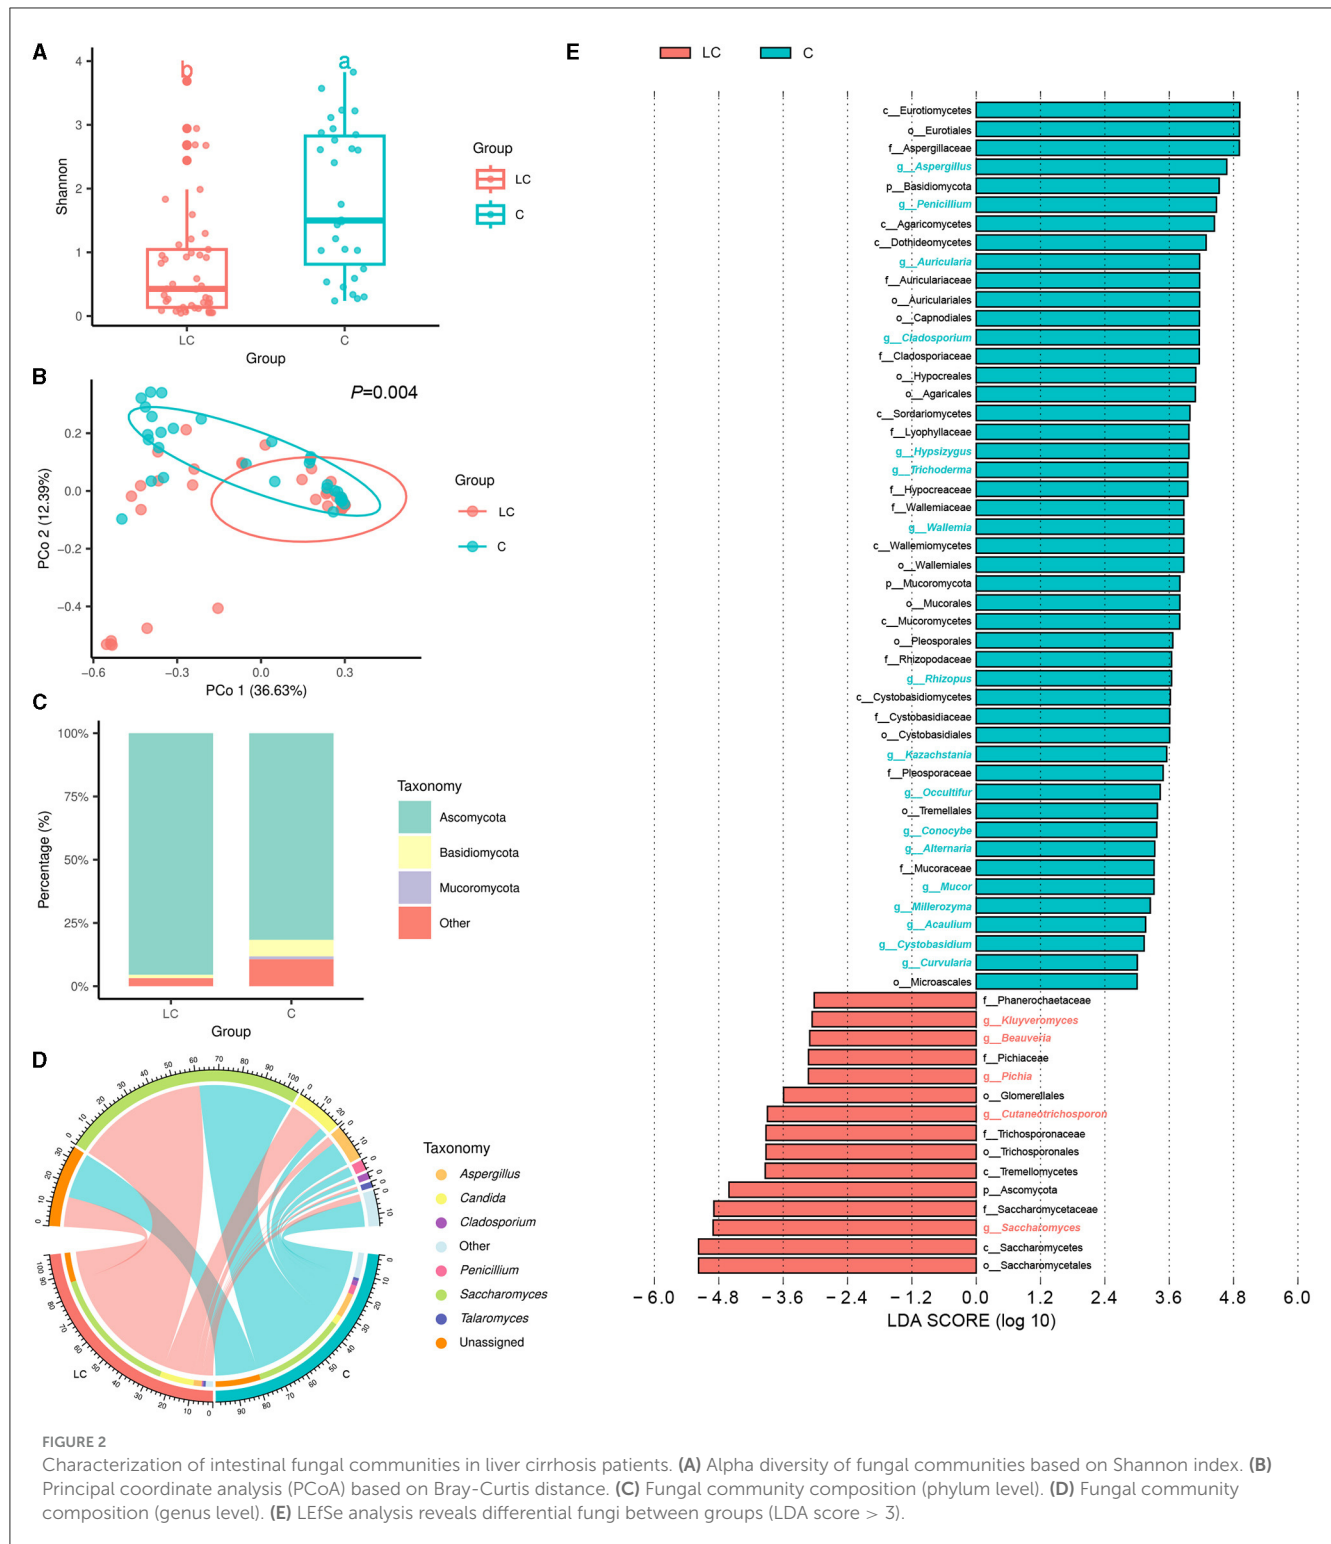 A
b
a
4
3
2
1
0
Shannon
LC
C
Group
Group
LC
C
B
P=0.004
0.2
0.0
−0.2
−0.4
PCo 2 (12.39%)
−0.6
−0.3
0.0
0.3
PCo 1 (36.63%)
Group
LC
C
C
100%
75%
50%
25%
0%
Percentage (%)
LC
C
Group
Taxonomy
Ascomycota
Basidiomycota
Mucoromycota
Other
D
LC
C
Taxonomy
Aspergillus
Candida
Cladosporium
Other
Penicillium
Saccharomyces
Talaromyces
Unassigned
E
LC
C
c__Eurotiomycetes
o__Eurotiales
f__Aspergillaceae
g__Aspergillus
p__Basidiomycota
g__Penicillium
c__Agaricomycetes
c__Dothideomycetes
g__Auricularia
f__Auriculariaceae
o__Auriculariales
o__Capnodiales
g__Cladosporium
f__Cladosporiaceae
o__Hypocreales
o__Agaricales
c__Sordariomycetes
f__Lyophyllaceae
g__Hypsizygus
g__Trichoderma
f__Hypocreaceae
f__Wallemiaceae
g__Wallemia
c__Wallemiomycetes
o__Wallemiales
p__Mucoromycota
o__Mucorales
c__Mucoromycetes
o__Pleosporales
f__Rhizopodaceae
g__Rhizopus
c__Cystobasidiomycetes
f__Cystobasidiaceae
o__Cystobasidiales
g__Kazachstania
f__Pleosporaceae
g__Occultifur
o__Tremellales
g__Conocybe
g__Alternaria
f__Mucoraceae
g__Mucor
g__Millerozyma
g__Acaulium
g__Cystobasidium
g__Curvularia
o__Microascales
f__Phanerochaetaceae
g__Kluyveromyces
g__Beauveria
f__Pichiaceae
g__Pichia
o__Glomerellales
g__Cutaneotrichosporon
f__Trichosporonaceae
o__Trichosporonales
c__Tremellomycetes
p__Ascomycota
f__Saccharomycetaceae
g__Saccharomyces
c__Saccharomycetes
o__Saccharomycetales
−6.0 −4.8 −3.6 −2.4 −1.2 0.0 1.2 2.4 3.6 4.8 6.0
LDA SCORE (log 10)
FIGURE 2
Characterization of intestinal fungal communities in liver cirrhosis patients. (A) Alpha diversity of fungal communities based on Shannon index. (B)
Principal coordinate analysis (PCoA) based on Bray-Curtis distance. (C) Fungal community composition (phylum level). (D) Fungal community
composition (genus level). (E) LEfSe analysis reveals differential fungi between groups (LDA score > 3).